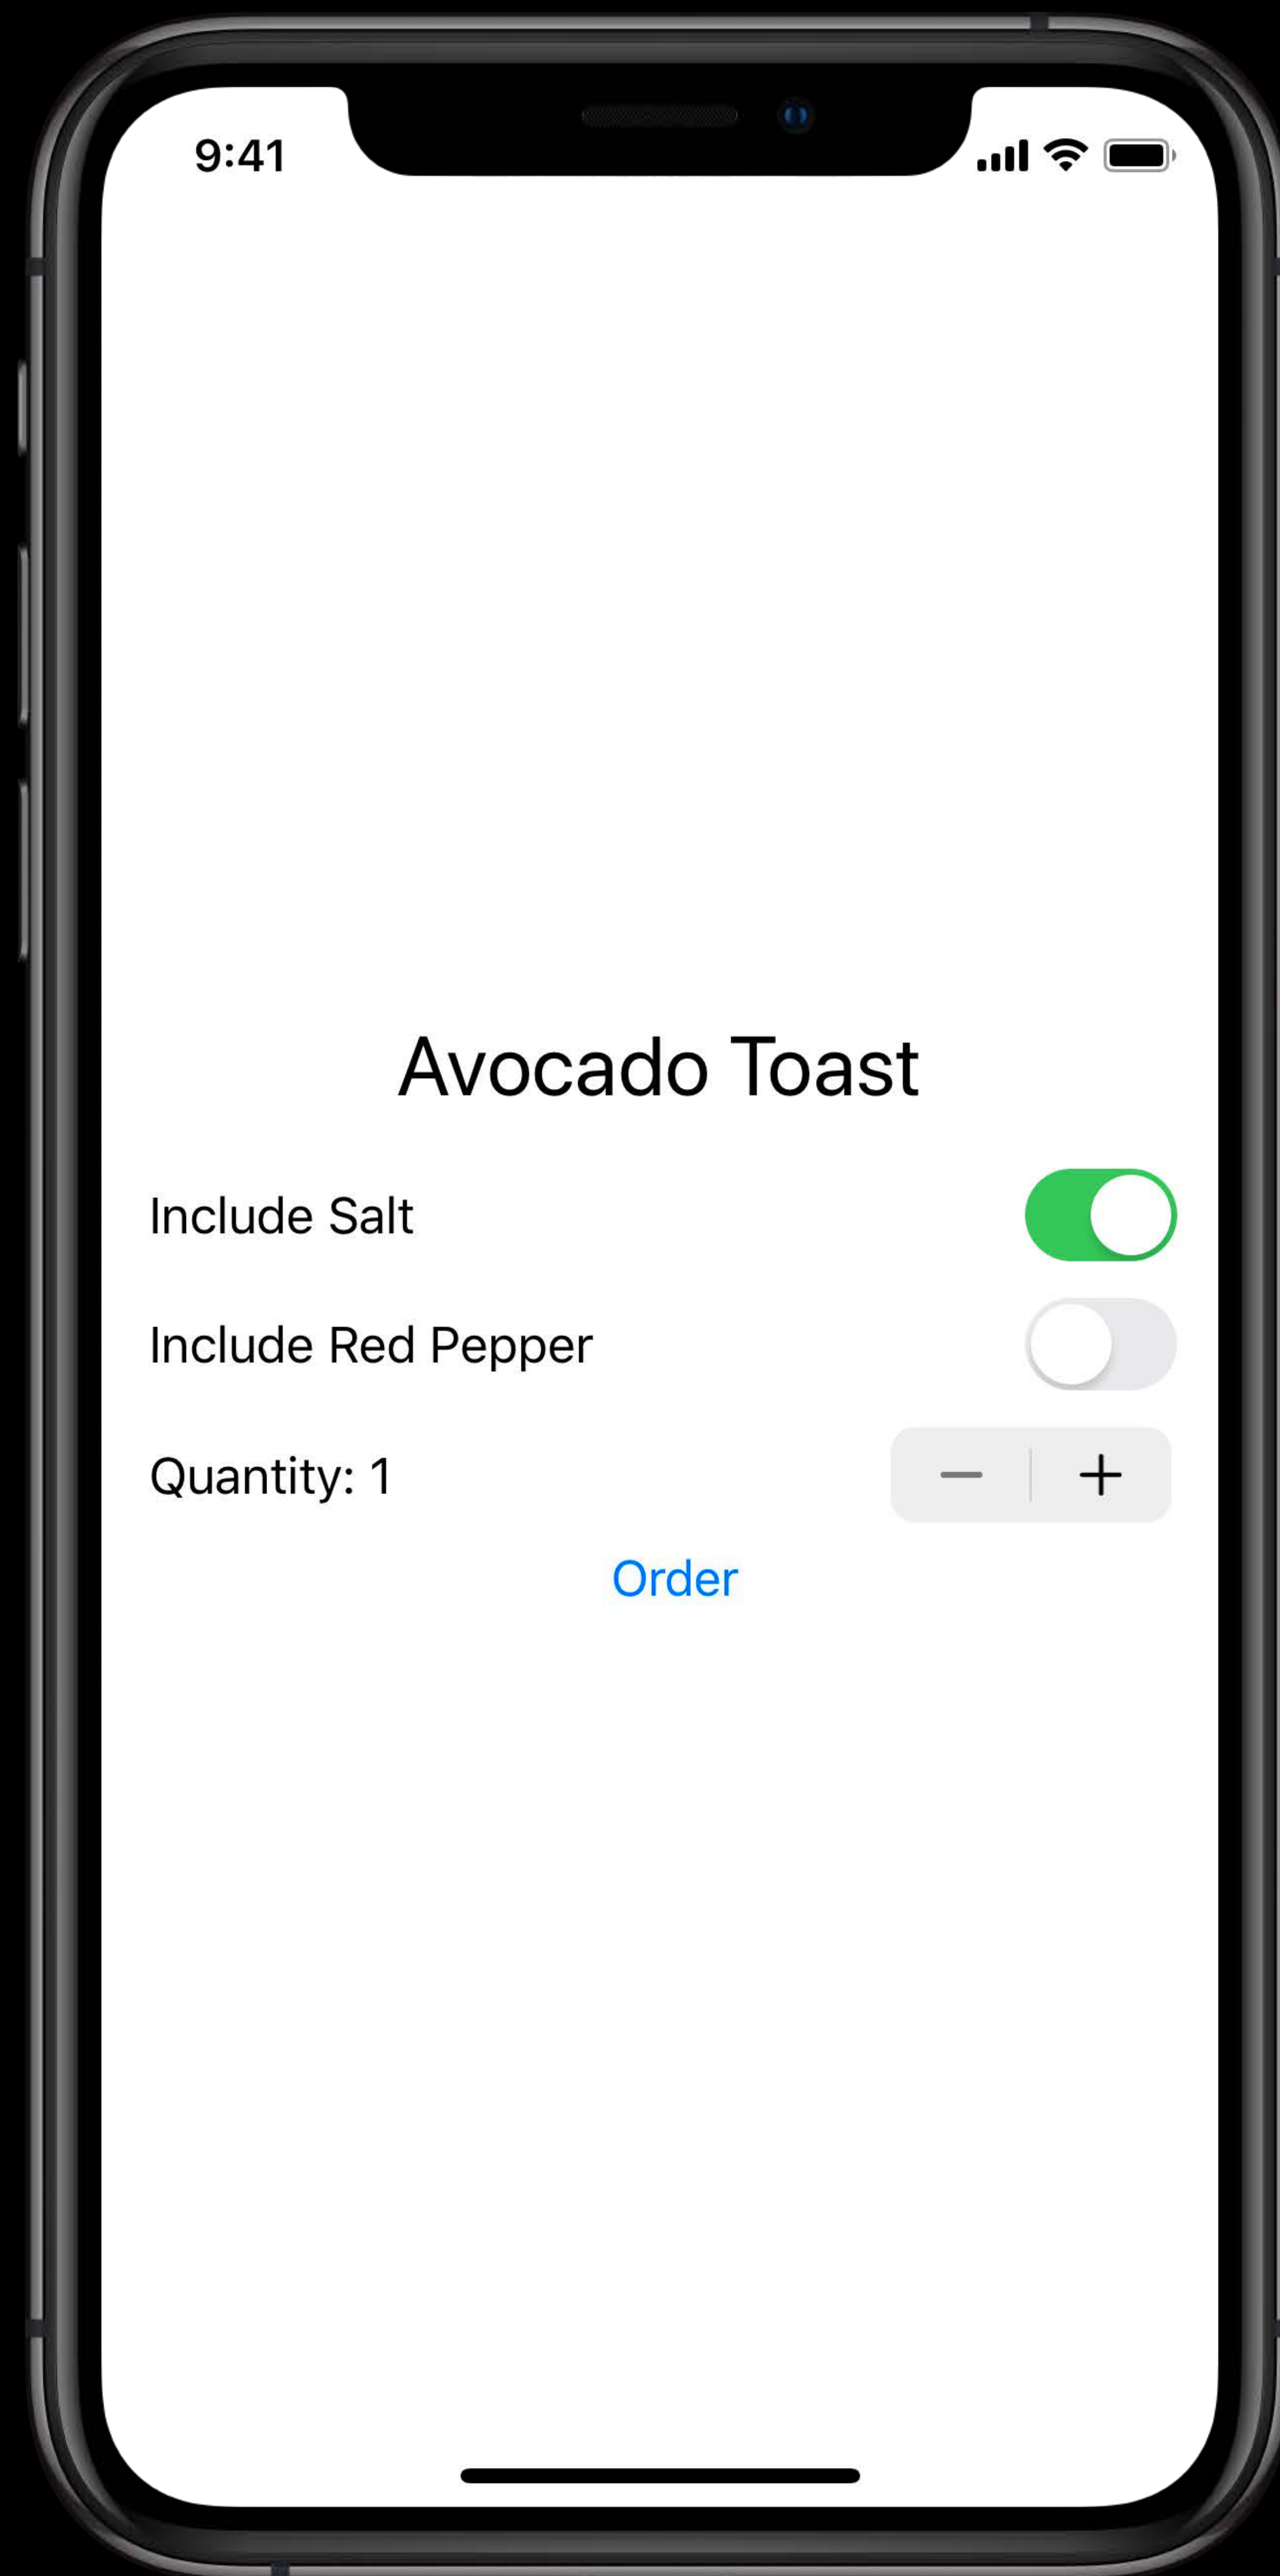 9:41
Avocado Toast
Include Salt
Include Red Pepper
Quantity: 1
Order